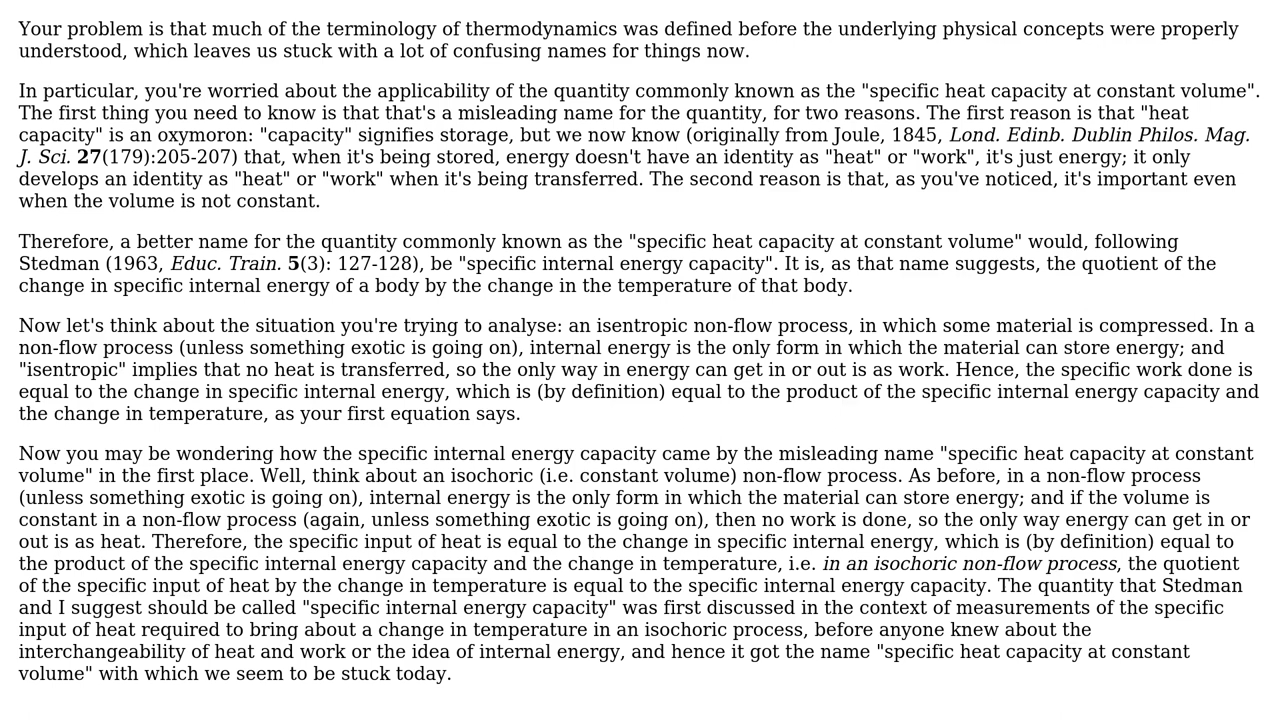 Your problem is that much of the terminology of thermodynamics was defined before the underlying physical concepts were properly
understood, which leaves us stuck with a lot of confusing names for things now.
In particular, you're worried about the applicability of the quantity commonly known as the "specific heat capacity at constant volume".
The first thing you need to know is that that's a misleading name for the quantity, for two reasons. The first reason is that "heat
capacity" is an oxymoron: "capacity" signifies storage, but we now know (originally from Joule, 1845, Lond. Edinb. Dublin Philos. Mag.
J. Sci. 27(179):205-207) that, when it's being stored, energy doesn't have an identity as "heat" or "work", it's just energy; it only
develops an identity as "heat" or "work" when it's being transferred. The second reason is that, as you've noticed, it's important even
when the volume is not constant.
Therefore, a better name for the quantity commonly known as the "specific heat capacity at constant volume" would, following
Stedman (1963, Educ. Train. 5(3): 127-128), be "specific internal energy capacity". It is, as that name suggests, the quotient of the
change in specific internal energy of a body by the change in the temperature of that body.
Now let's think about the situation you're trying to analyse: an isentropic non-flow process, in which some material is compressed. In a
non-flow process (unless something exotic is going on), internal energy is the only form in which the material can store energy; and
"isentropic" implies that no heat is transferred, so the only way in energy can get in or out is as work. Hence, the specific work done is
equal to the change in specific internal energy, which is (by definition) equal to the product of the specific internal energy capacity and
the change in temperature, as your first equation says.
Now you may be wondering how the specific internal energy capacity came by the misleading name "specific heat capacity at constant
volume" in the first place. Well, think about an isochoric (i.e. constant volume) non-flow process. As before, in a non-flow process
(unless something exotic is going on), internal energy is the only form in which the material can store energy; and if the volume is
constant in a non-flow process (again, unless something exotic is going on), then no work is done, so the only way energy can get in or
out is as heat. Therefore, the specific input of heat is equal to the change in specific internal energy, which is (by definition) equal to
the product of the specific internal energy capacity and the change in temperature, i.e. in an isochoric non-flow process, the quotient
of the specific input of heat by the change in temperature is equal to the specific internal energy capacity. The quantity that Stedman
and I suggest should be called "specific internal energy capacity" was first discussed in the context of measurements of the specific
input of heat required to bring about a change in temperature in an isochoric process, before anyone knew about the
interchangeability of heat and work or the idea of internal energy, and hence it got the name "specific heat capacity at constant
volume" with which we seem to be stuck today.